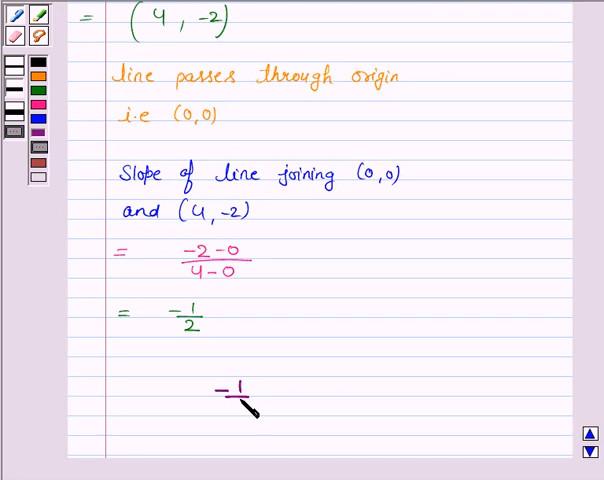 = (4, -2)
line passes through origin
i.e (0,0)
Slope of line joining (0,0)
and (4, -2)
= -2-0
4-0
= -1
2
-1